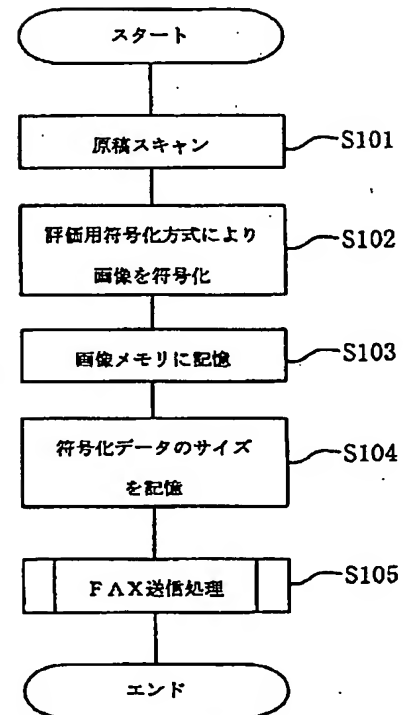 スタート
原稿スキャン
S101
評価用符号化方式により
画像を符号化
S102
画像メモリに記憶
S103
符号化データのサイズ
を記憶
S104
FAX送信処理
S105
エンド